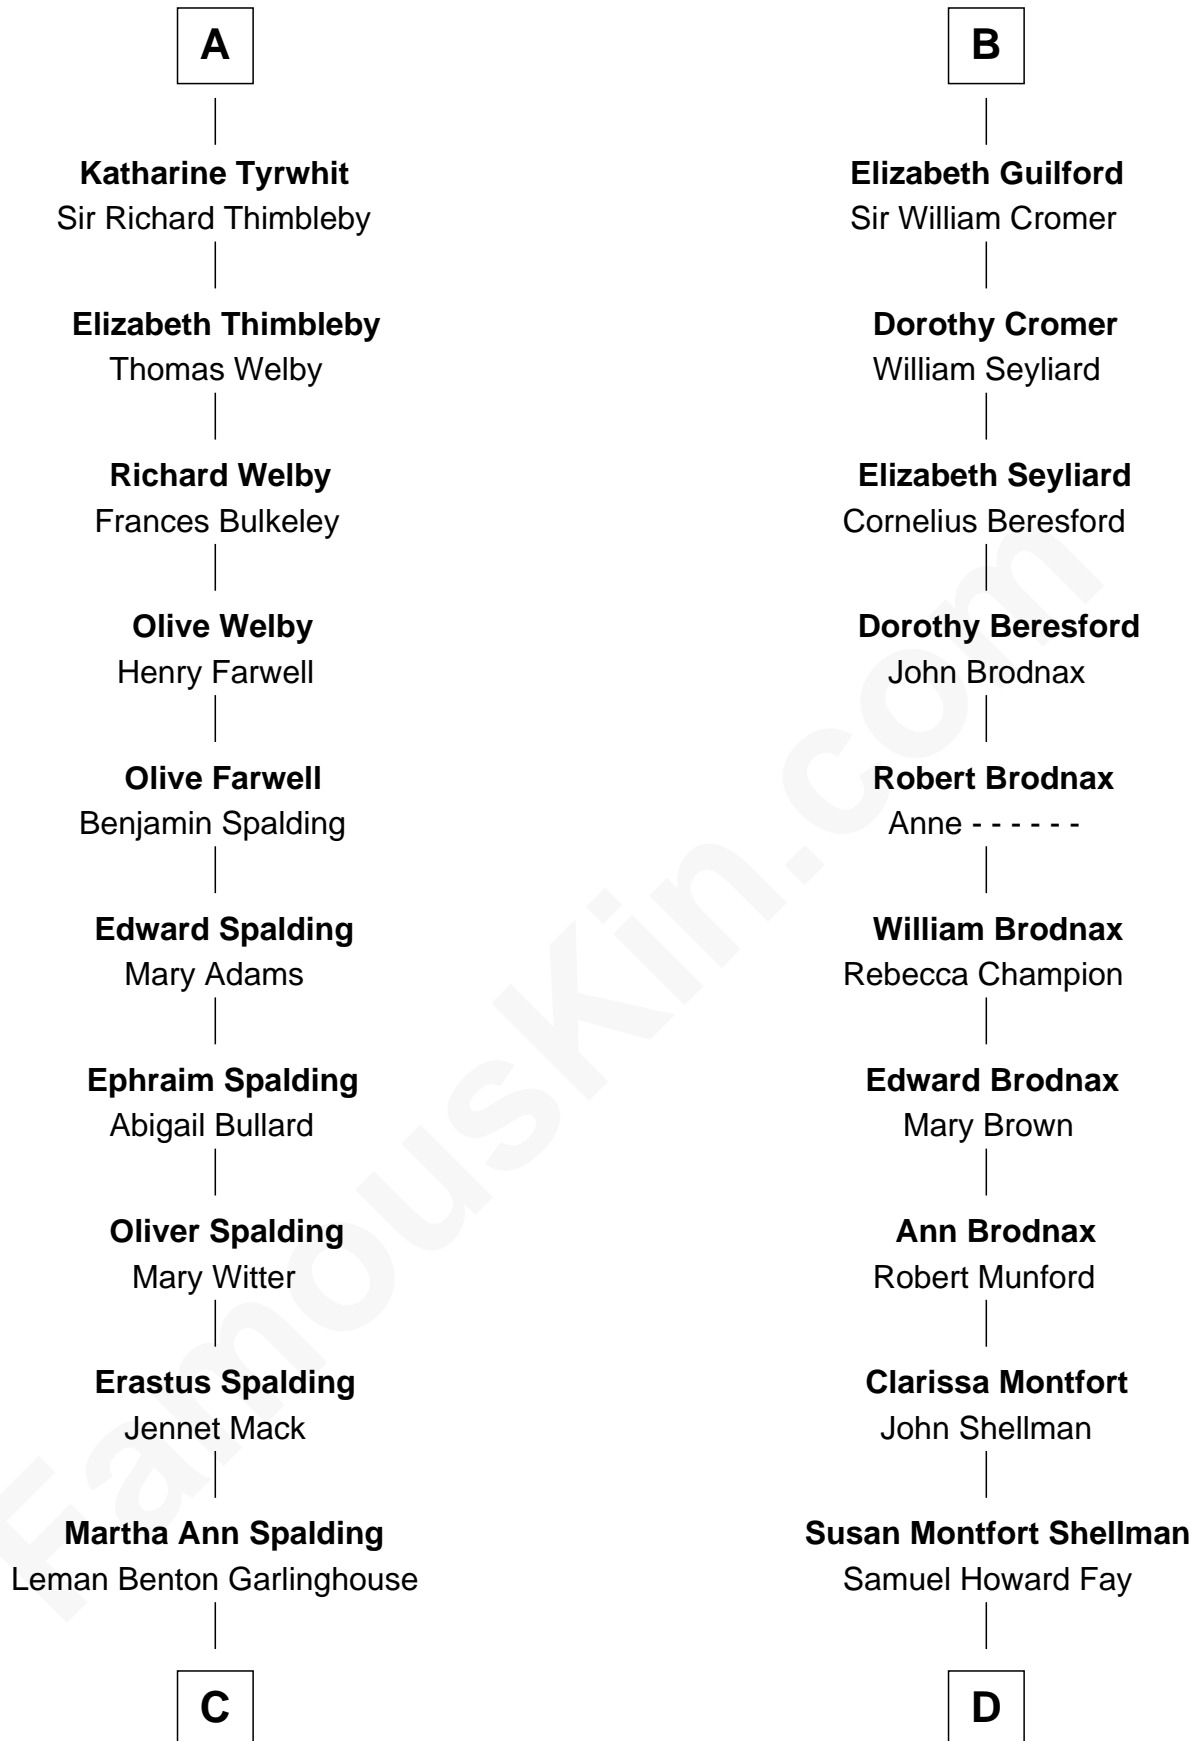 A
Katharine Tyrwhit
Sir Richard Thimbleby
Elizabeth Thimbleby
Thomas Welby
Richard Welby
Frances Bulkeley
Olive Welby
Henry Farwell
Olive Farwell
Benjamin Spalding
Edward Spalding
Mary Adams
Ephraim Spalding
Abigail Bullard
Oliver Spalding
Mary Witter
Erastus Spalding
Jennet Mack
Martha Ann Spalding
Leman Benton Garlinghouse
C
B
Elizabeth Guilford
Sir William Cromer
Dorothy Cromer
William Seyliard
Elizabeth Seyliard
Cornelius Beresford
Dorothy Beresford
John Brodnax
Robert Brodnax
Anne - - - - - -
William Brodnax
Rebecca Champion
Edward Brodnax
Mary Brown
Ann Brodnax
Robert Munford
Clarissa Montfort
John Shellman
Susan Montfort Shellman
Samuel Howard Fay
D
FamousKin.com